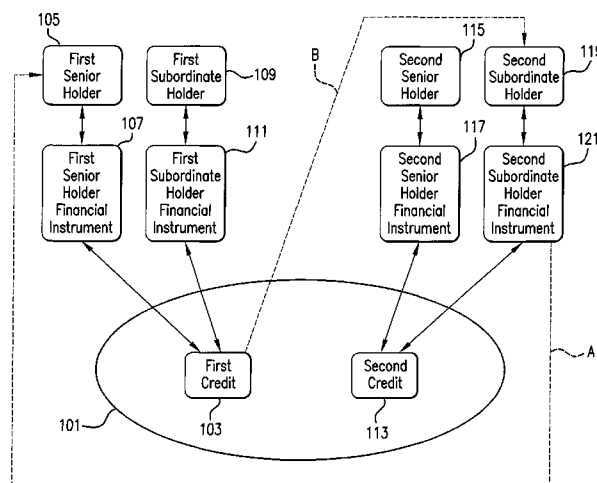 105
First
Senior
Holder
First
Subordinate
Holder
109
B
115
Second
Senior
Holder
Second
Subordinate
Holder
119
107
First
Senior
Holder
Financial
Instrument
111
First
Subordinate
Holder
Financial
Instrument
117
Second
Senior
Holder
Financial
Instrument
121
Second
Subordinate
Holder
Financial
Instrument
A
First
Credit
103
Second
Credit
113
101